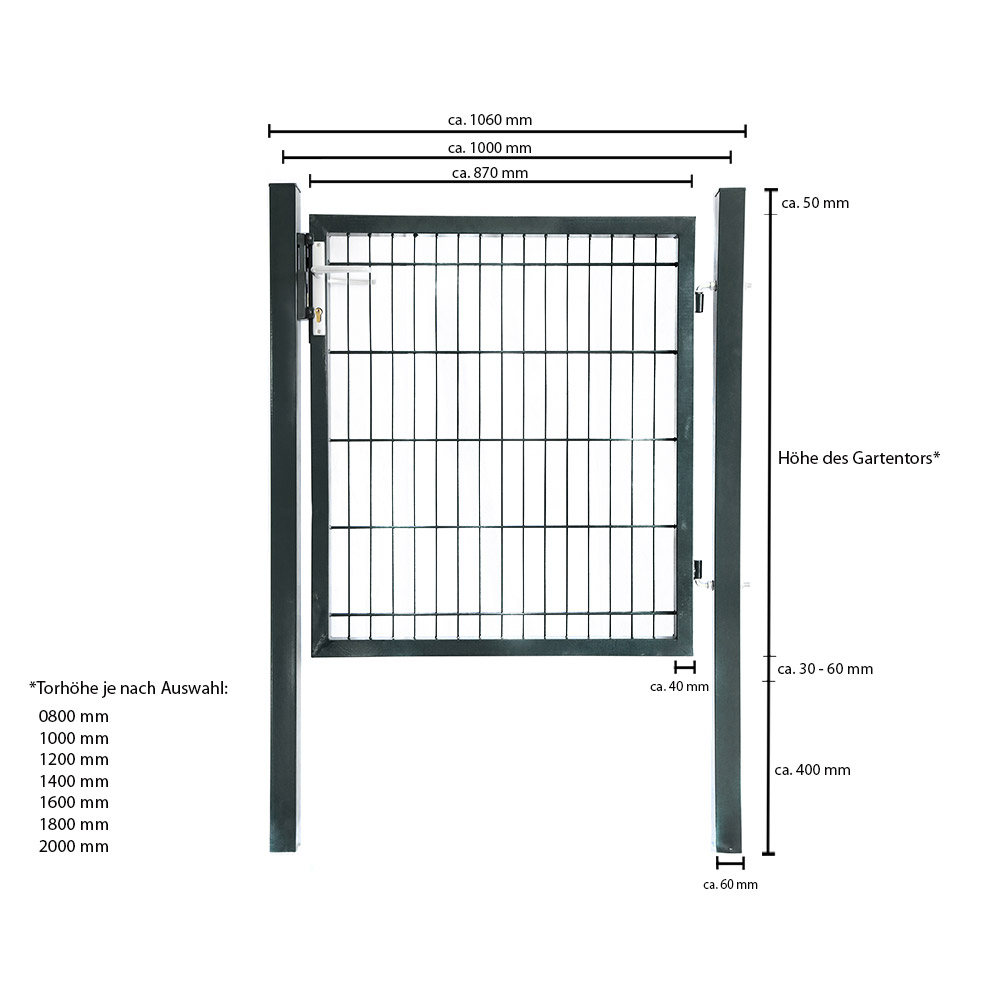 ca. 1060 mm
ca. 1000 mm
ca. 870 mm
ca. 50 mm
Höhe des Gartentors*
ca. 30 - 60 mm
ca. 40 mm
*Torhöhe je nach Auswahl:
0800 mm
1000 mm
1200 mm
1400 mm
1600 mm
1800 mm
2000 mm
ca. 400 mm
ca. 60 mm